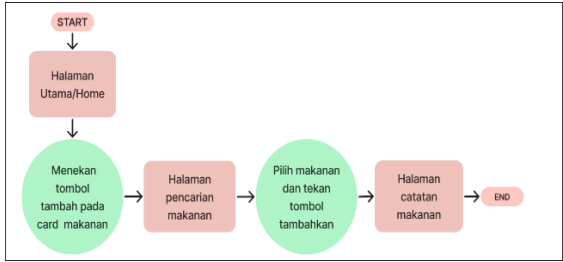 START
Halaman
Utama/Home
Menekan
tombol
tambah pada
card makanan
Halaman
pencarian
makanan
Pilih makanan
dan tekan
tombol
tambahkan
Halaman
catatan
makanan
END